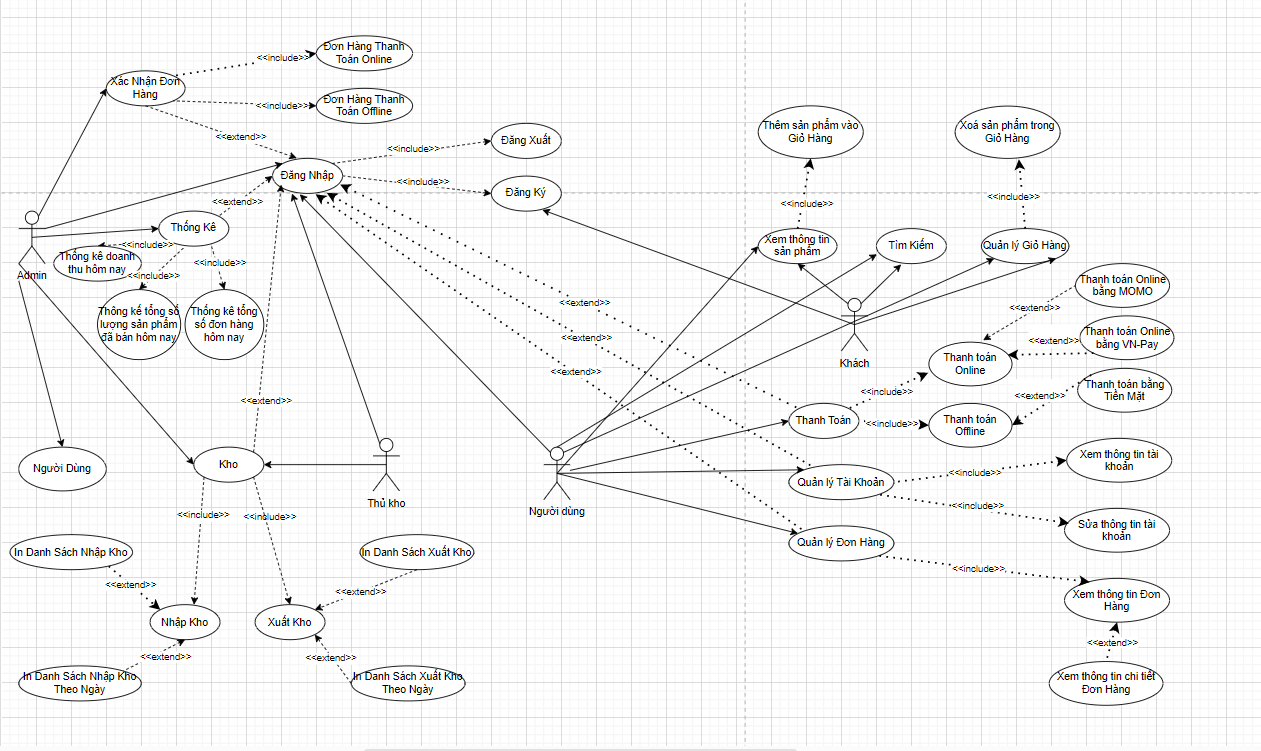 Đơn Hàng Thanh
Toán Online
<<include>>
Xác Nhận Đơn
Hàng
<<include>>
Đơn Hàng Thanh
Toán Offline
<<extend>>
Đăng Xuất
<<include>>
Đăng Nhập
<<include>>
Đăng Ký
<<extend>>
Thống Kê
<<include>>
Thống kê doanh
thu hôm nay
<<include>>
<<include>>
Admin
Thông kế tổng số
lượng sản phẩm
đã bán hôm nay
Thống kê tổng
số đơn hàng
hôm nay
Thêm sản phẩm vào
Giỏ Hàng
Xoá sản phẩm trong
Giỏ Hàng
<<include>>
<<include>>
Xem thông tin
sản phẩm
Tìm Kiếm
Quản lý Giỏ Hàng
Khách
<<extend>>
<<extend>>
<<extend>>
<<extend>>
Thanh toán Online
bằng MOMO
<<extend>>
Thanh toán Online
bằng VN-Pay
<<extend>>
Thanh toán
Online
Thanh toán bằng
Tiền Mặt
<<extend>>
<<include>>
Thanh Toán
<<include>>
Thanh toán
Offline
Người Dùng
Kho
Thủ kho
Người dùng
Quản lý Tài Khoản
<<include>>
Xem thông tin tài
khoản
<<include>>
Sửa thông tin tài
khoản
Quản lý Đơn Hàng
<<include>>
Xem thông tin Đơn
Hàng
<<extend>>
Xem thông tin chi tiết
Đơn Hàng
<<include>>
<<include>>
In Danh Sách Nhập Kho
In Danh Sách Xuất Kho
<<extend>>
<<extend>>
Nhập Kho
Xuất Kho
<<extend>>
<<extend>>
In Danh Sách Nhập Kho
Theo Ngày
In Danh Sách Xuất Kho
Theo Ngày